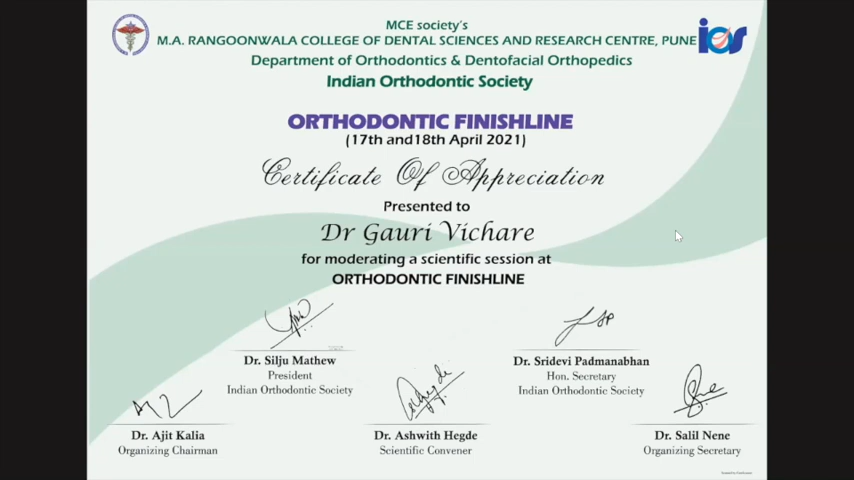 MCE society's
M.A. RANGOONWALA COLLEGE OF DENTAL SCIENCES AND RESEARCH CENTRE, PUNE
ios
Department of Orthodontics & Dentofacial Orthopedics
Indian Orthodontic Society
ORTHODONTIC FINISHLINE
(17th and18th April 2021)
Certificate Of Appreciation
Presented to
Dr Gauri Vichare
for moderating a scientific session at
ORTHODONTIC FINISHLINE
Dr. Silju Mathew
President
Indian Orthodontic Society
Dr. Sridevi Padmanabhan
Hon. Secretary
Indian Orthodontic Society
Dr. Ajit Kalia
Organizing Chairman
Dr. Ashwith Hegde
Scientific Convener
Dr. Salil Nene
Organizing Secretary